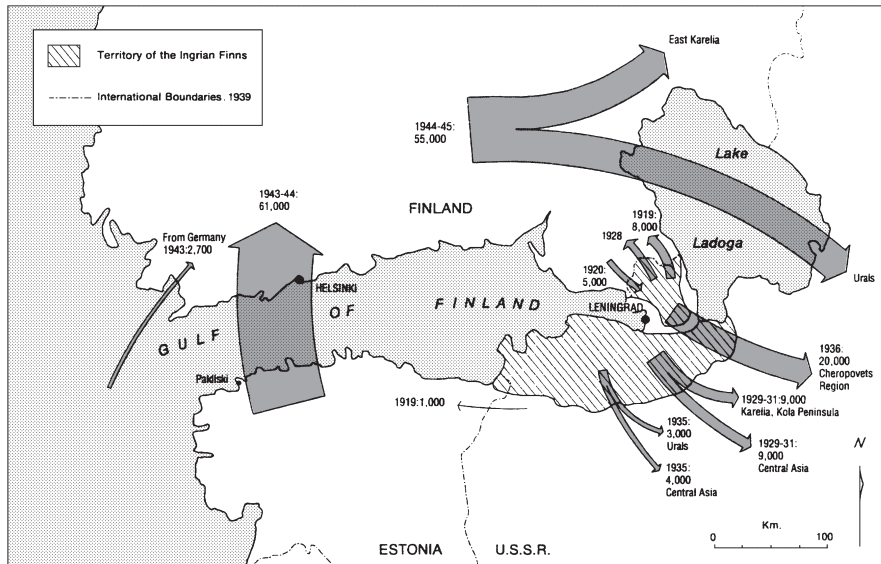 Territory of the Ingrian Finns
International Boundaries. 1939
East Karelia
1944-45:
55,000
Lake
Ladoga
1943-44:
61,000
FINLAND
1919:
8,000
1928
From Germany
1943:2,700
1920:
5,000
Urals
HELSINKI
GULF OF FINLAND
LENINGRAD
Paldiski
1936:
20,000
Cheropovets
Region
1929-31:9,000
Karelia, Kola Peninsula
1919:1,000
1935:
3,000
Urals
1929-31:
9,000
Central Asia
1935:
4,000
Central Asia
N
Km.
0 100
ESTONIA
U.S.S.R.